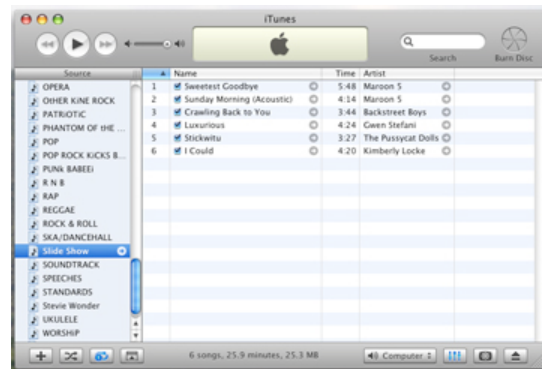 iTunes
Search
Burn Disc
Source
Name Time Artist
OPERA
OtHER KiNE ROCK
PATRIOTIC
PHANTOM OF tHE ...
POP
POP ROCK KiCKS B...
PUNk BABEEi
R N B
RAP
REGGAE
ROCK & ROLL
SKA/DANCEHALL
Slide Show
SOUNDTRACK
SPEECHES
STANDARDS
Stevie Wonder
UKULELE
WORSHiP
1 Sweetest Goodbye 5:48 Maroon 5
2 Sunday Morning (Acoustic) 4:14 Maroon 5
3 Crawling Back to You 3:44 Backstreet Boys
4 Luxurious 4:24 Gwen Stefani
5 Stickwitu 3:27 The Pussycat Dolls
6 I Could 4:20 Kimberly Locke
6 songs, 25.9 minutes, 25.3 MB
Computer